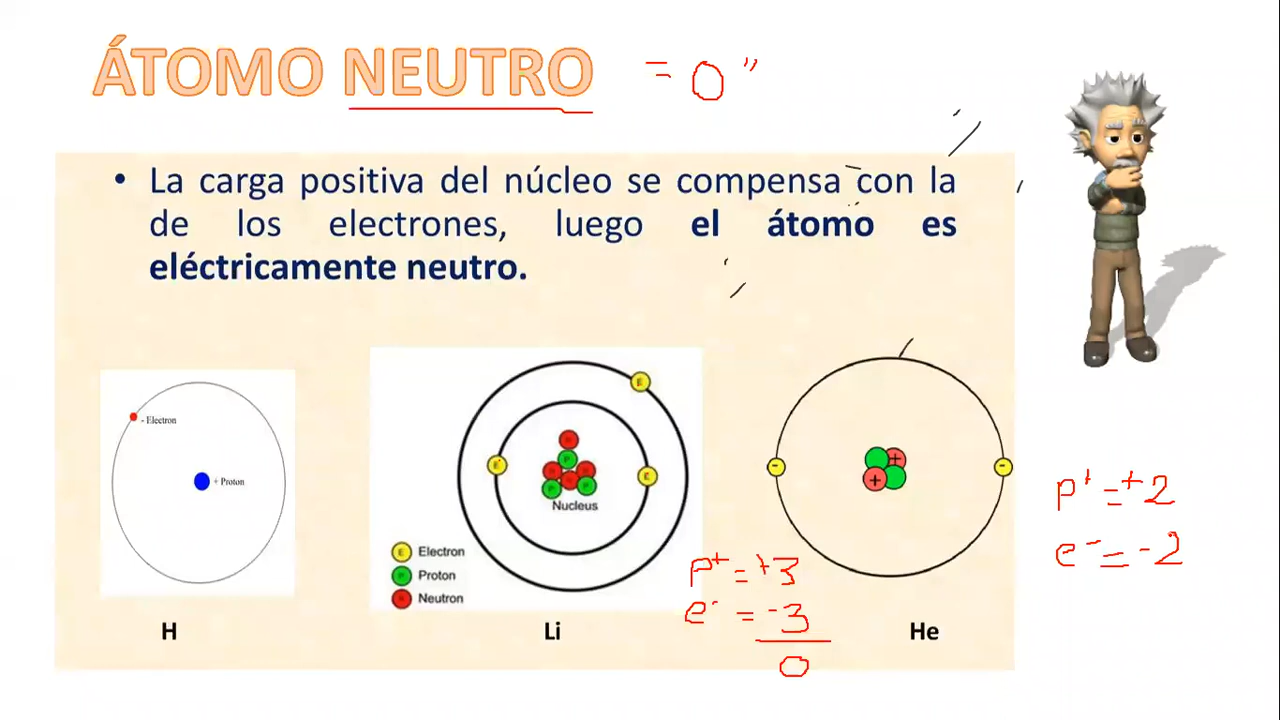 ÁTOMO NEUTRO = 0 "
• La carga positiva del núcleo se compensa con la
de los electrones, luego el átomo es
eléctricamente neutro.
- Electron
+ Proton
E
E
E
P
P
P
Nucleus
E Electron
P Proton
Neutron
-
-
+
+
p+ = +3
e- = -3
0
p+ = +2
e- = -2
H
Li
He